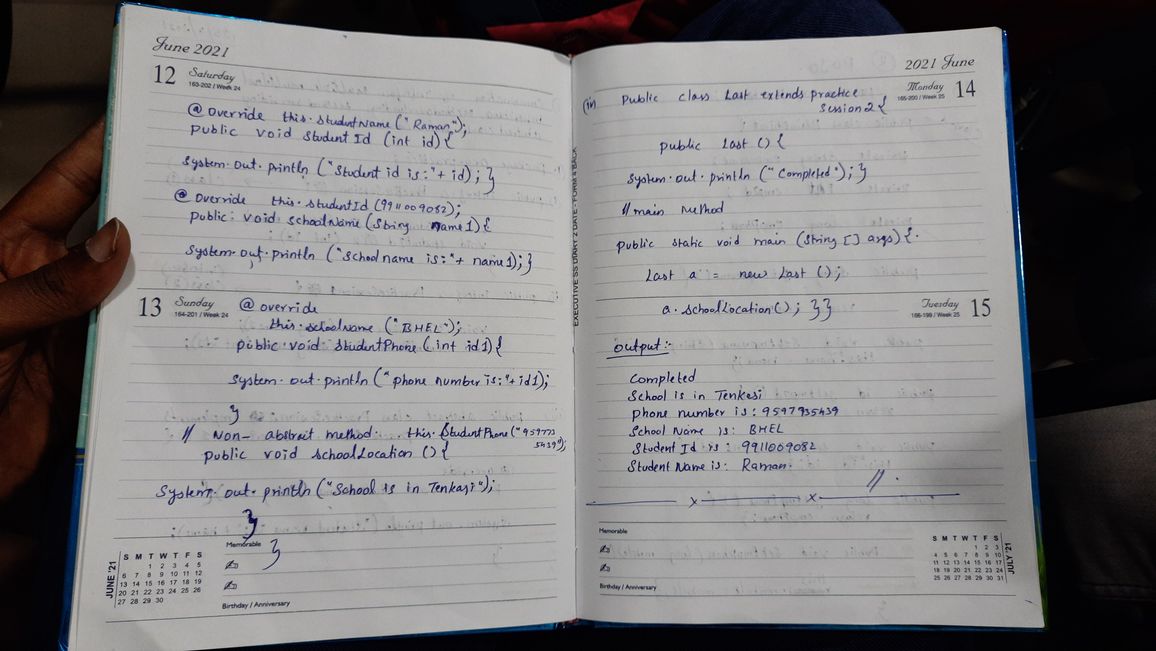 June 2021
12 Saturday
163-202 / Week 24
@ Override this.studentName ("Raman");
Public void Student Id (int id) {
System.out.println ("Student id is:"+ id); }
@ Override this.studentId (9911009082);
Public void SchoolName (String name1) {
System.out.println ("School name is:"+ name1); }
13 Sunday
164-201 / Week 24
@ override
this.schoolName ("BHEL");
public void StudentPhone (int id1) {
System.out.println ("phone number is:"+id1);
}
// Non-abstract method. this.StudentPhone ("959773
5439");
public void schoolLocation () {
System.out.println ("School is in Tenkasi");
}
}
JUNE '21
S M T W T F S
1 2 3 4 5
6 7 8 9 10 11 12
13 14 15 16 17 18 19
20 21 22 23 24 25 26
27 28 29 30
Memorable
Birthday / Anniversary
EXECUTIVE SS DIARY 2 DATE - FORM 4 BACK
2021 June
Monday 14
165-200 / Week 25
(iii) Public class Last extends practice
Session2 {
public Last () {
System.out.println ("Completed"); }
// main method
public static void main (String [] args) {
Last a = new Last ();
Tuesday 15
166-199 / Week 25
a.schoolLocation (); } }
Output:-
Completed
School is in Tenkesi
phone number is: 9597935439
School Name is: BHEL
Student Id is: 9911009082
Student Name is: Raman.
//.
x x
Memorable
Birthday / Anniversary
S M T W T F S
1 2 3
4 5 6 7 8 9 10
11 12 13 14 15 16 17
18 19 20 21 22 23 24
25 26 27 28 29 30 31
JULY '21